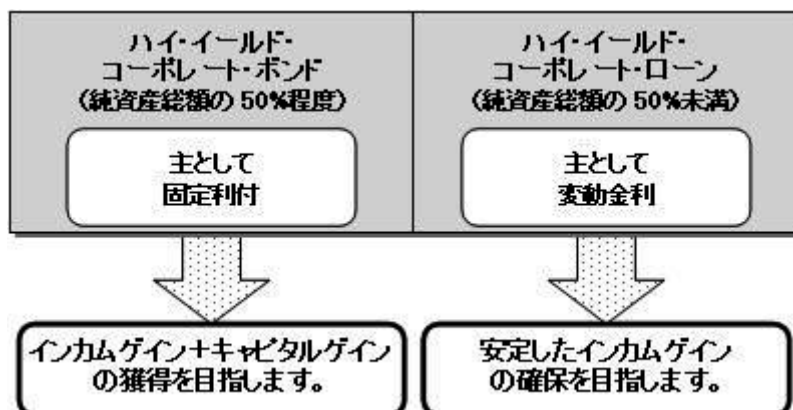 ハイ・イールド・
コーポレート・ボンド
（純資産総額の50%程度）
主として
固定利付
インカムゲイン＋キャピタルゲイン
の獲得を目指します。
ハイ・イールド・
コーポレート・ローン
（純資産総額の50%未満）
主として
変動金利
安定したインカムゲイン
の確保を目指します。